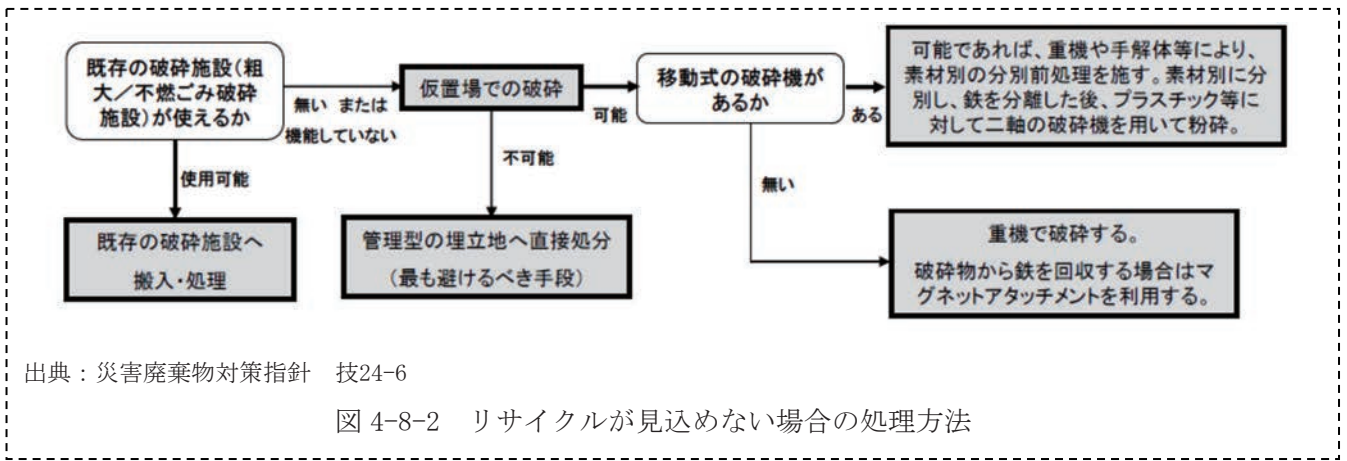 既存の破砕施設(粗
大/不燃ごみ破砕
施設)が使えるか
無い または
機能していない
仮置場での破砕
可能
移動式の破砕機が
あるか
ある
可能であれば、重機や手解体等により、
素材別の分別前処理を施す。素材別に分
別し、鉄を分離した後、プラスチック等に
対して二軸の破砕機を用いて粉砕。
使用可能
不可能
無い
既存の破砕施設へ
搬入・処理
管理型の埋立地へ直接処分
(最も避けるべき手段)
重機で破砕する。
破砕物から鉄を回収する場合はマ
グネットアタッチメントを利用する。
出典:災害廃棄物対策指針 技24-6
図 4-8-2 リサイクルが見込めない場合の処理方法